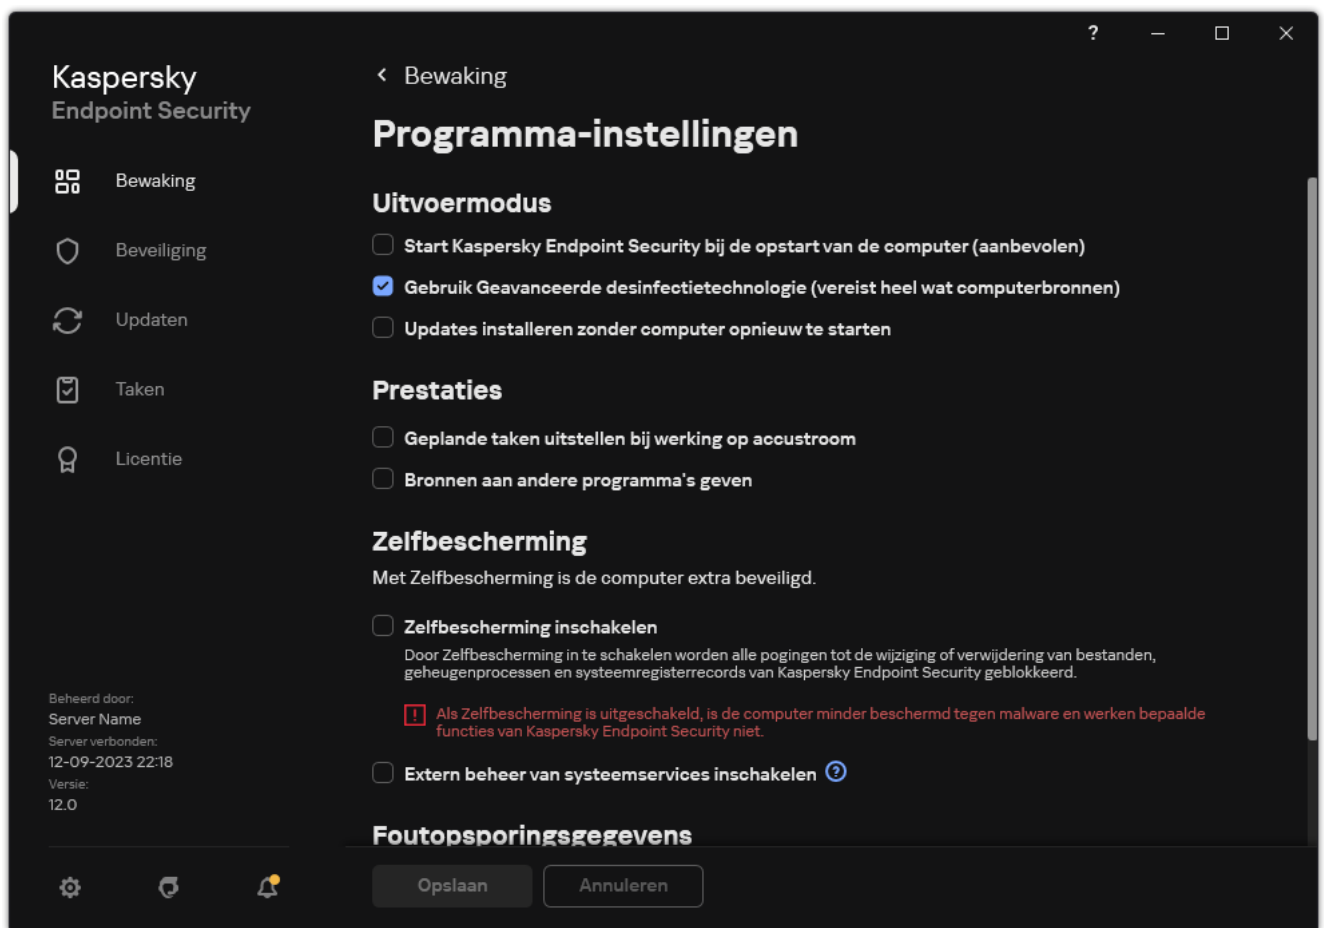 ?
Kaspersky
Endpoint Security
Bewaking
Beveiliging
Updaten
Taken
Licentie
Beheerd door:
Server Name
Server verbonden:
12-09-2023 22:18
Versie:
12.0
Bewaking
Programma-instellingen
Uitvoermodus
Start Kaspersky Endpoint Security bij de opstart van de computer (aanbevolen)
Gebruik Geavanceerde desinfectietechnologie (vereist heel wat computerbronnen)
Updates installeren zonder computer opnieuw te starten
Prestaties
Geplande taken uitstellen bij werking op accustroom
Bronnen aan andere programma's geven
Zelfbescherming
Met Zelfbescherming is de computer extra beveiligd.
Zelfbescherming inschakelen
Door Zelfbescherming in te schakelen worden alle pogingen tot de wijziging of verwijdering van bestanden,
geheugenprocessen en systeemregisterrecords van Kaspersky Endpoint Security geblokkeerd.
! Als Zelfbescherming is uitgeschakeld, is de computer minder beschermd tegen malware en werken bepaalde
functies van Kaspersky Endpoint Security niet.
Extern beheer van systeemservices inschakelen ?
Foutopsporingsgegevens
Opslaan
Annuleren